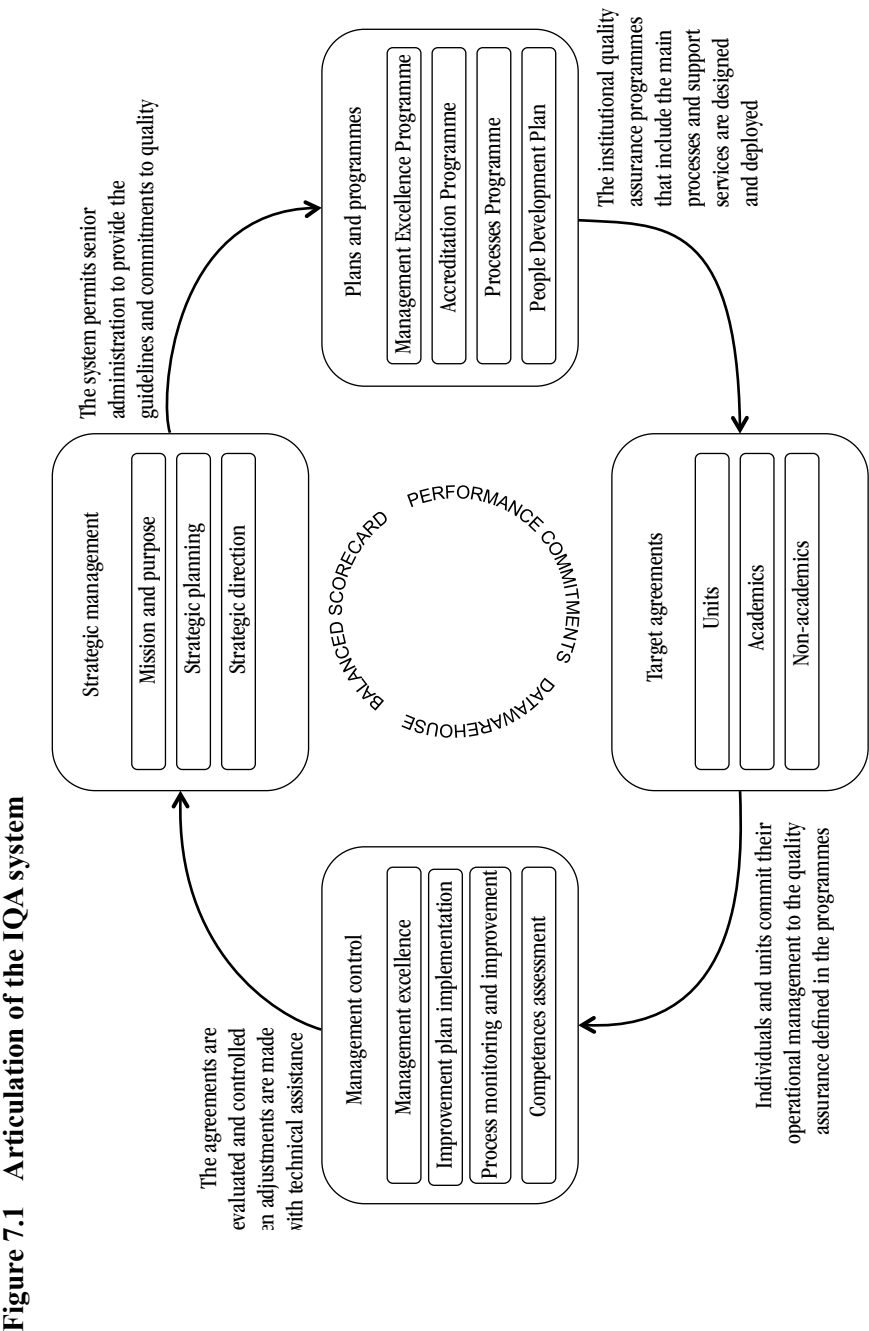 Figure 7.1 Articulation of the IQA system
Strategic management
Mission and purpose
Strategic planning
Strategic direction
The system permits senior
administration to provide the
guidelines and commitments to quality
Plans and programmes
Management Excellence Programme
Accreditation Programme
Processes Programme
People Development Plan
The institutional quality
assurance programmes
that include the main
processes and support
services are designed
and deployed
Target agreements
Units
Academics
Non-academics
Individuals and units commit their
operational management to the quality
assurance defined in the programmes
Management control
Management excellence
Improvement plan implementation
Process monitoring and improvement
Competences assessment
The agreements are
evaluated and controlled
en adjustments are made
with technical assistance
BALANCED SCORECARD
PERFORMANCE COMMITMENTS
DATAWAREHOUSE